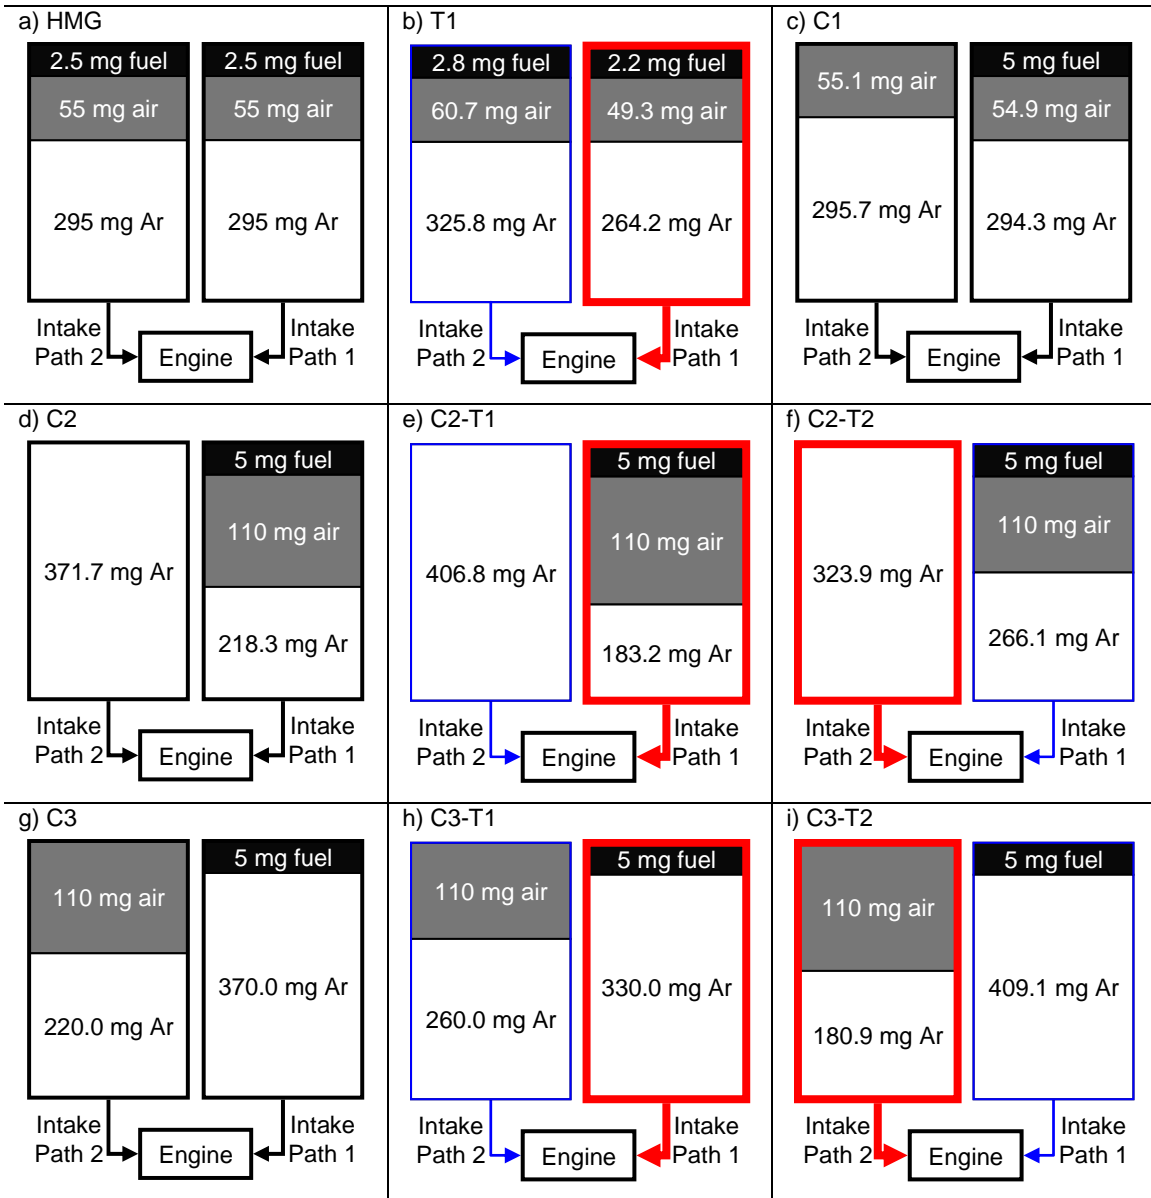 a) HMG
2.5 mg fuel
55 mg air
295 mg Ar
2.5 mg fuel
55 mg air
295 mg Ar
Intake
Path 2
Engine
Intake
Path 1
b) T1
2.8 mg fuel
60.7 mg air
325.8 mg Ar
2.2 mg fuel
49.3 mg air
264.2 mg Ar
Intake
Path 2
Engine
Intake
Path 1
c) C1
55.1 mg air
295.7 mg Ar
5 mg fuel
54.9 mg air
294.3 mg Ar
Intake
Path 2
Engine
Intake
Path 1
d) C2
371.7 mg Ar
5 mg fuel
110 mg air
218.3 mg Ar
Intake
Path 2
Engine
Intake
Path 1
e) C2-T1
406.8 mg Ar
5 mg fuel
110 mg air
183.2 mg Ar
Intake
Path 2
Engine
Intake
Path 1
f) C2-T2
323.9 mg Ar
5 mg fuel
110 mg air
266.1 mg Ar
Intake
Path 2
Engine
Intake
Path 1
g) C3
110 mg air
220.0 mg Ar
5 mg fuel
370.0 mg Ar
Intake
Path 2
Engine
Intake
Path 1
h) C3-T1
110 mg air
260.0 mg Ar
5 mg fuel
330.0 mg Ar
Intake
Path 2
Engine
Intake
Path 1
i) C3-T2
110 mg air
180.9 mg Ar
5 mg fuel
409.1 mg Ar
Intake
Path 2
Engine
Intake
Path 1